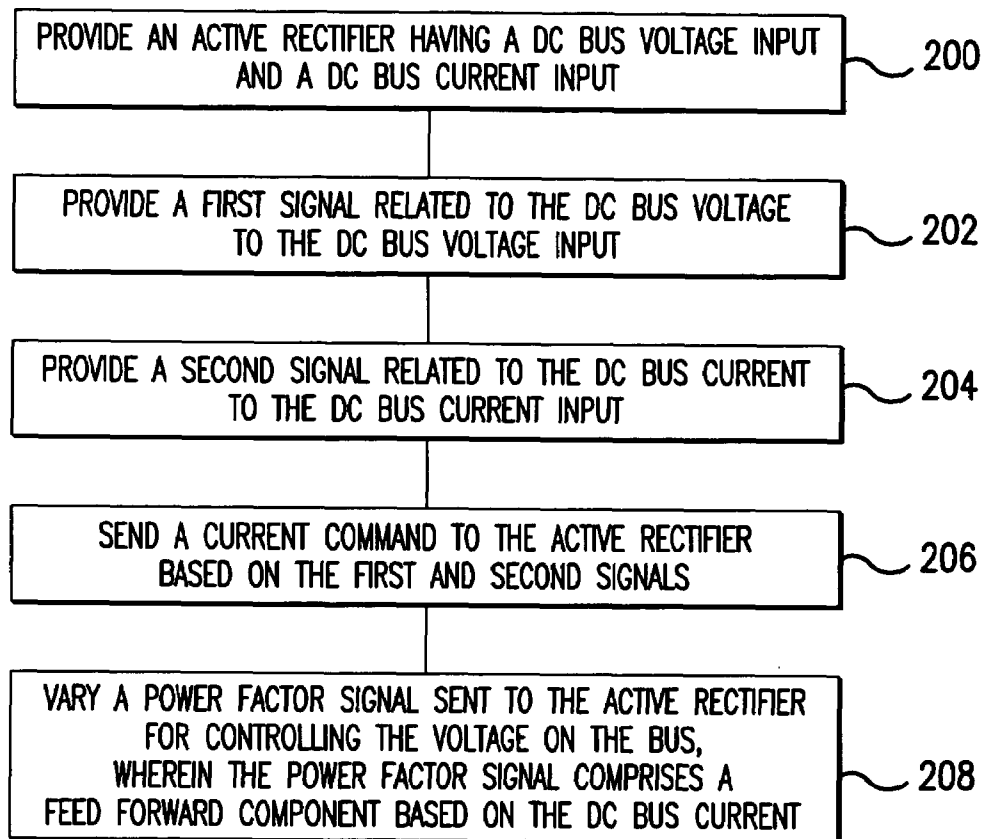 PROVIDE AN ACTIVE RECTIFIER HAVING A DC BUS VOLTAGE INPUT
AND A DC BUS CURRENT INPUT
200
PROVIDE A FIRST SIGNAL RELATED TO THE DC BUS VOLTAGE
TO THE DC BUS VOLTAGE INPUT
202
PROVIDE A SECOND SIGNAL RELATED TO THE DC BUS CURRENT
TO THE DC BUS CURRENT INPUT
204
SEND A CURRENT COMMAND TO THE ACTIVE RECTIFIER
BASED ON THE FIRST AND SECOND SIGNALS
206
VARY A POWER FACTOR SIGNAL SENT TO THE ACTIVE RECTIFIER
FOR CONTROLLING THE VOLTAGE ON THE BUS,
WHEREIN THE POWER FACTOR SIGNAL COMPRISES A
FEED FORWARD COMPONENT BASED ON THE DC BUS CURRENT
208